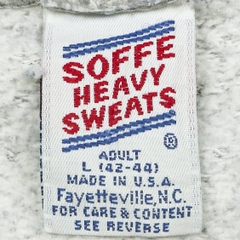 SOFFE
HEAVY
SWEATS
®
ADULT
L (42-44)
MADE IN U.S.A.
Fayetteville, N.C.
FOR CARE & CONTENT
SEE REVERSE